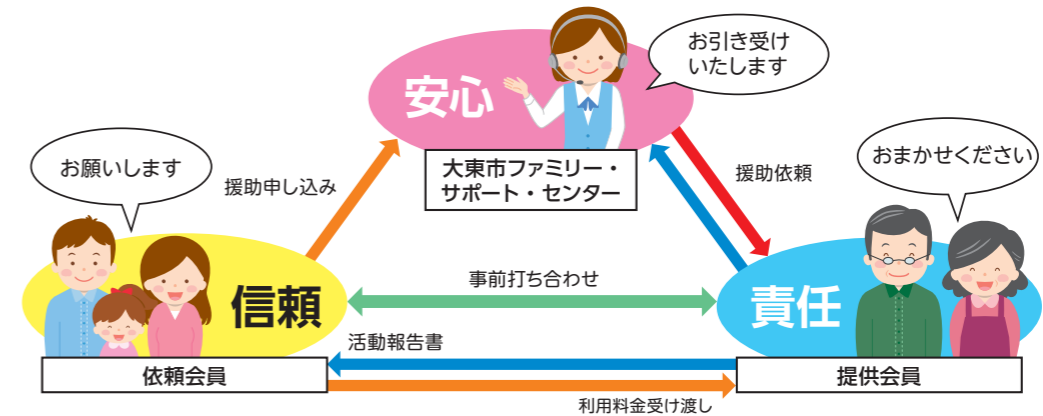 安心
お引き受け
いたします
大東市ファミリー・
サポート・センター
お願いします
援助申し込み
援助依頼
おまかせください
信頼
事前打ち合わせ
責任
活動報告書
依頼会員
提供会員
利用料金受け渡し